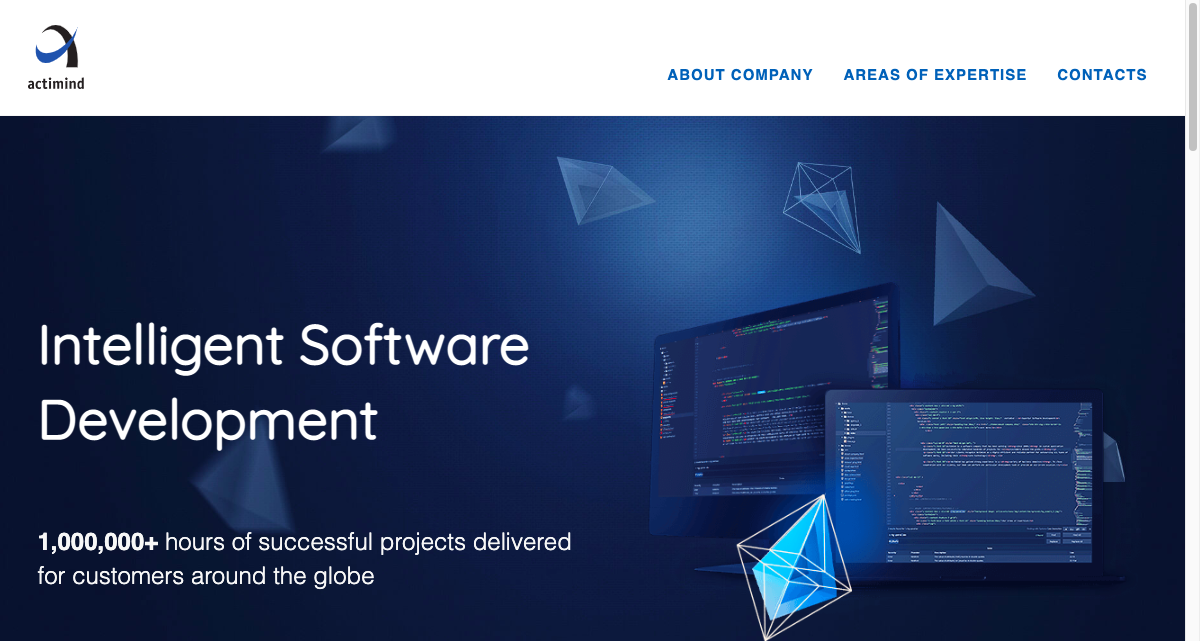 actimind
ABOUT COMPANY
AREAS OF EXPERTISE
CONTACTS
Intelligent Software
Development
1,000,000+ hours of successful projects delivered
for customers around the globe